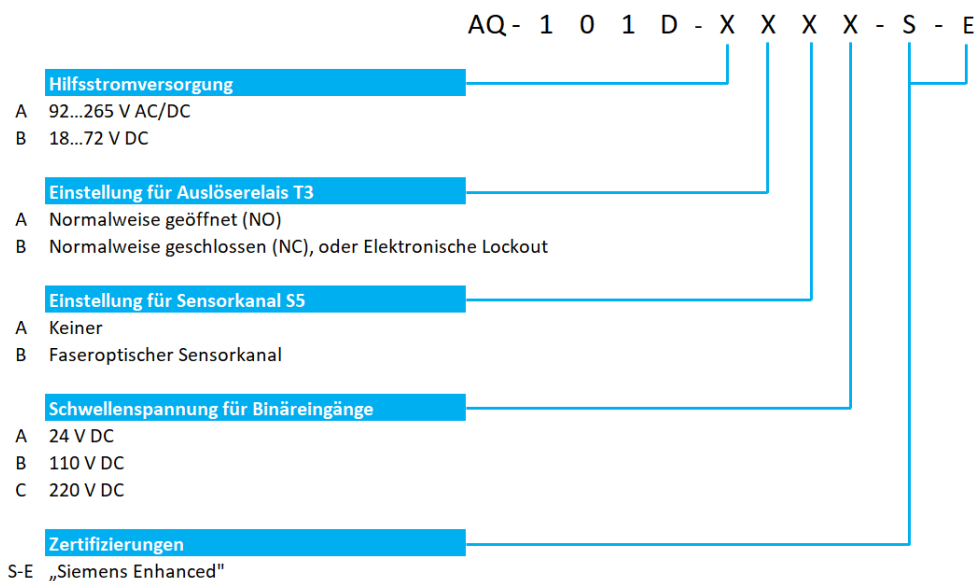 AQ - 1 0 1 D - X X X X - S - E
Hilfsstromversorgung
A 92...265 V AC/DC
B 18...72 V DC
Einstellung für Auslöserelais T3
A Normalweise geöffnet (NO)
B Normalweise geschlossen (NC), oder Elektronische Lockout
Einstellung für Sensorkanal S5
A Keiner
B Faseroptischer Sensorkanal
Schwellenspannung für Binäreingänge
A 24 V DC
B 110 V DC
C 220 V DC
Zertifizierungen
S-E „Siemens Enhanced"